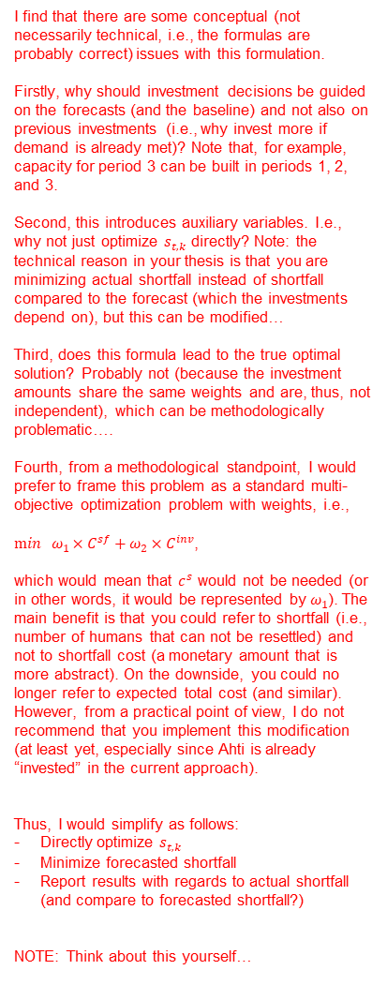 I find that there are some conceptual (not
necessarily technical, i.e., the formulas are
probably correct) issues with this formulation.
Firstly, why should investment decisions be guided
on the forecasts (and the baseline) and not also on
previous investments (i.e., why invest more if
demand is already met)? Note that, for example,
capacity for period 3 can be built in periods 1, 2,
and 3.
Second, this introduces auxiliary variables. I.e.,
why not just optimize s_{t,k} directly? Note: the
technical reason in your thesis is that you are
minimizing actual shortfall instead of shortfall
compared to the forecast (which the investments
depend on), but this can be modified…
Third, does this formula lead to the true optimal
solution? Probably not (because the investment
amounts share the same weights and are, thus, not
independent), which can be methodologically
problematic….
Fourth, from a methodological standpoint, I would
prefer to frame this problem as a standard multi-
objective optimization problem with weights, i.e.,
min ω₁ × C^{sf} + ω₂ × C^{inv},
which would mean that c^s would not be needed (or
in other words, it would be represented by ω₁). The
main benefit is that you could refer to shortfall (i.e.,
number of humans that can not be resettled) and
not to shortfall cost (a monetary amount that is
more abstract). On the downside, you could no
longer refer to expected total cost (and similar).
However, from a practical point of view, I do not
recommend that you implement this modification
(at least yet, especially since Ahti is already
“invested” in the current approach).
Thus, I would simplify as follows:
- Directly optimize s_{t,k}
- Minimize forecasted shortfall
- Report results with regards to actual shortfall
(and compare to forecasted shortfall?)
NOTE: Think about this yourself…